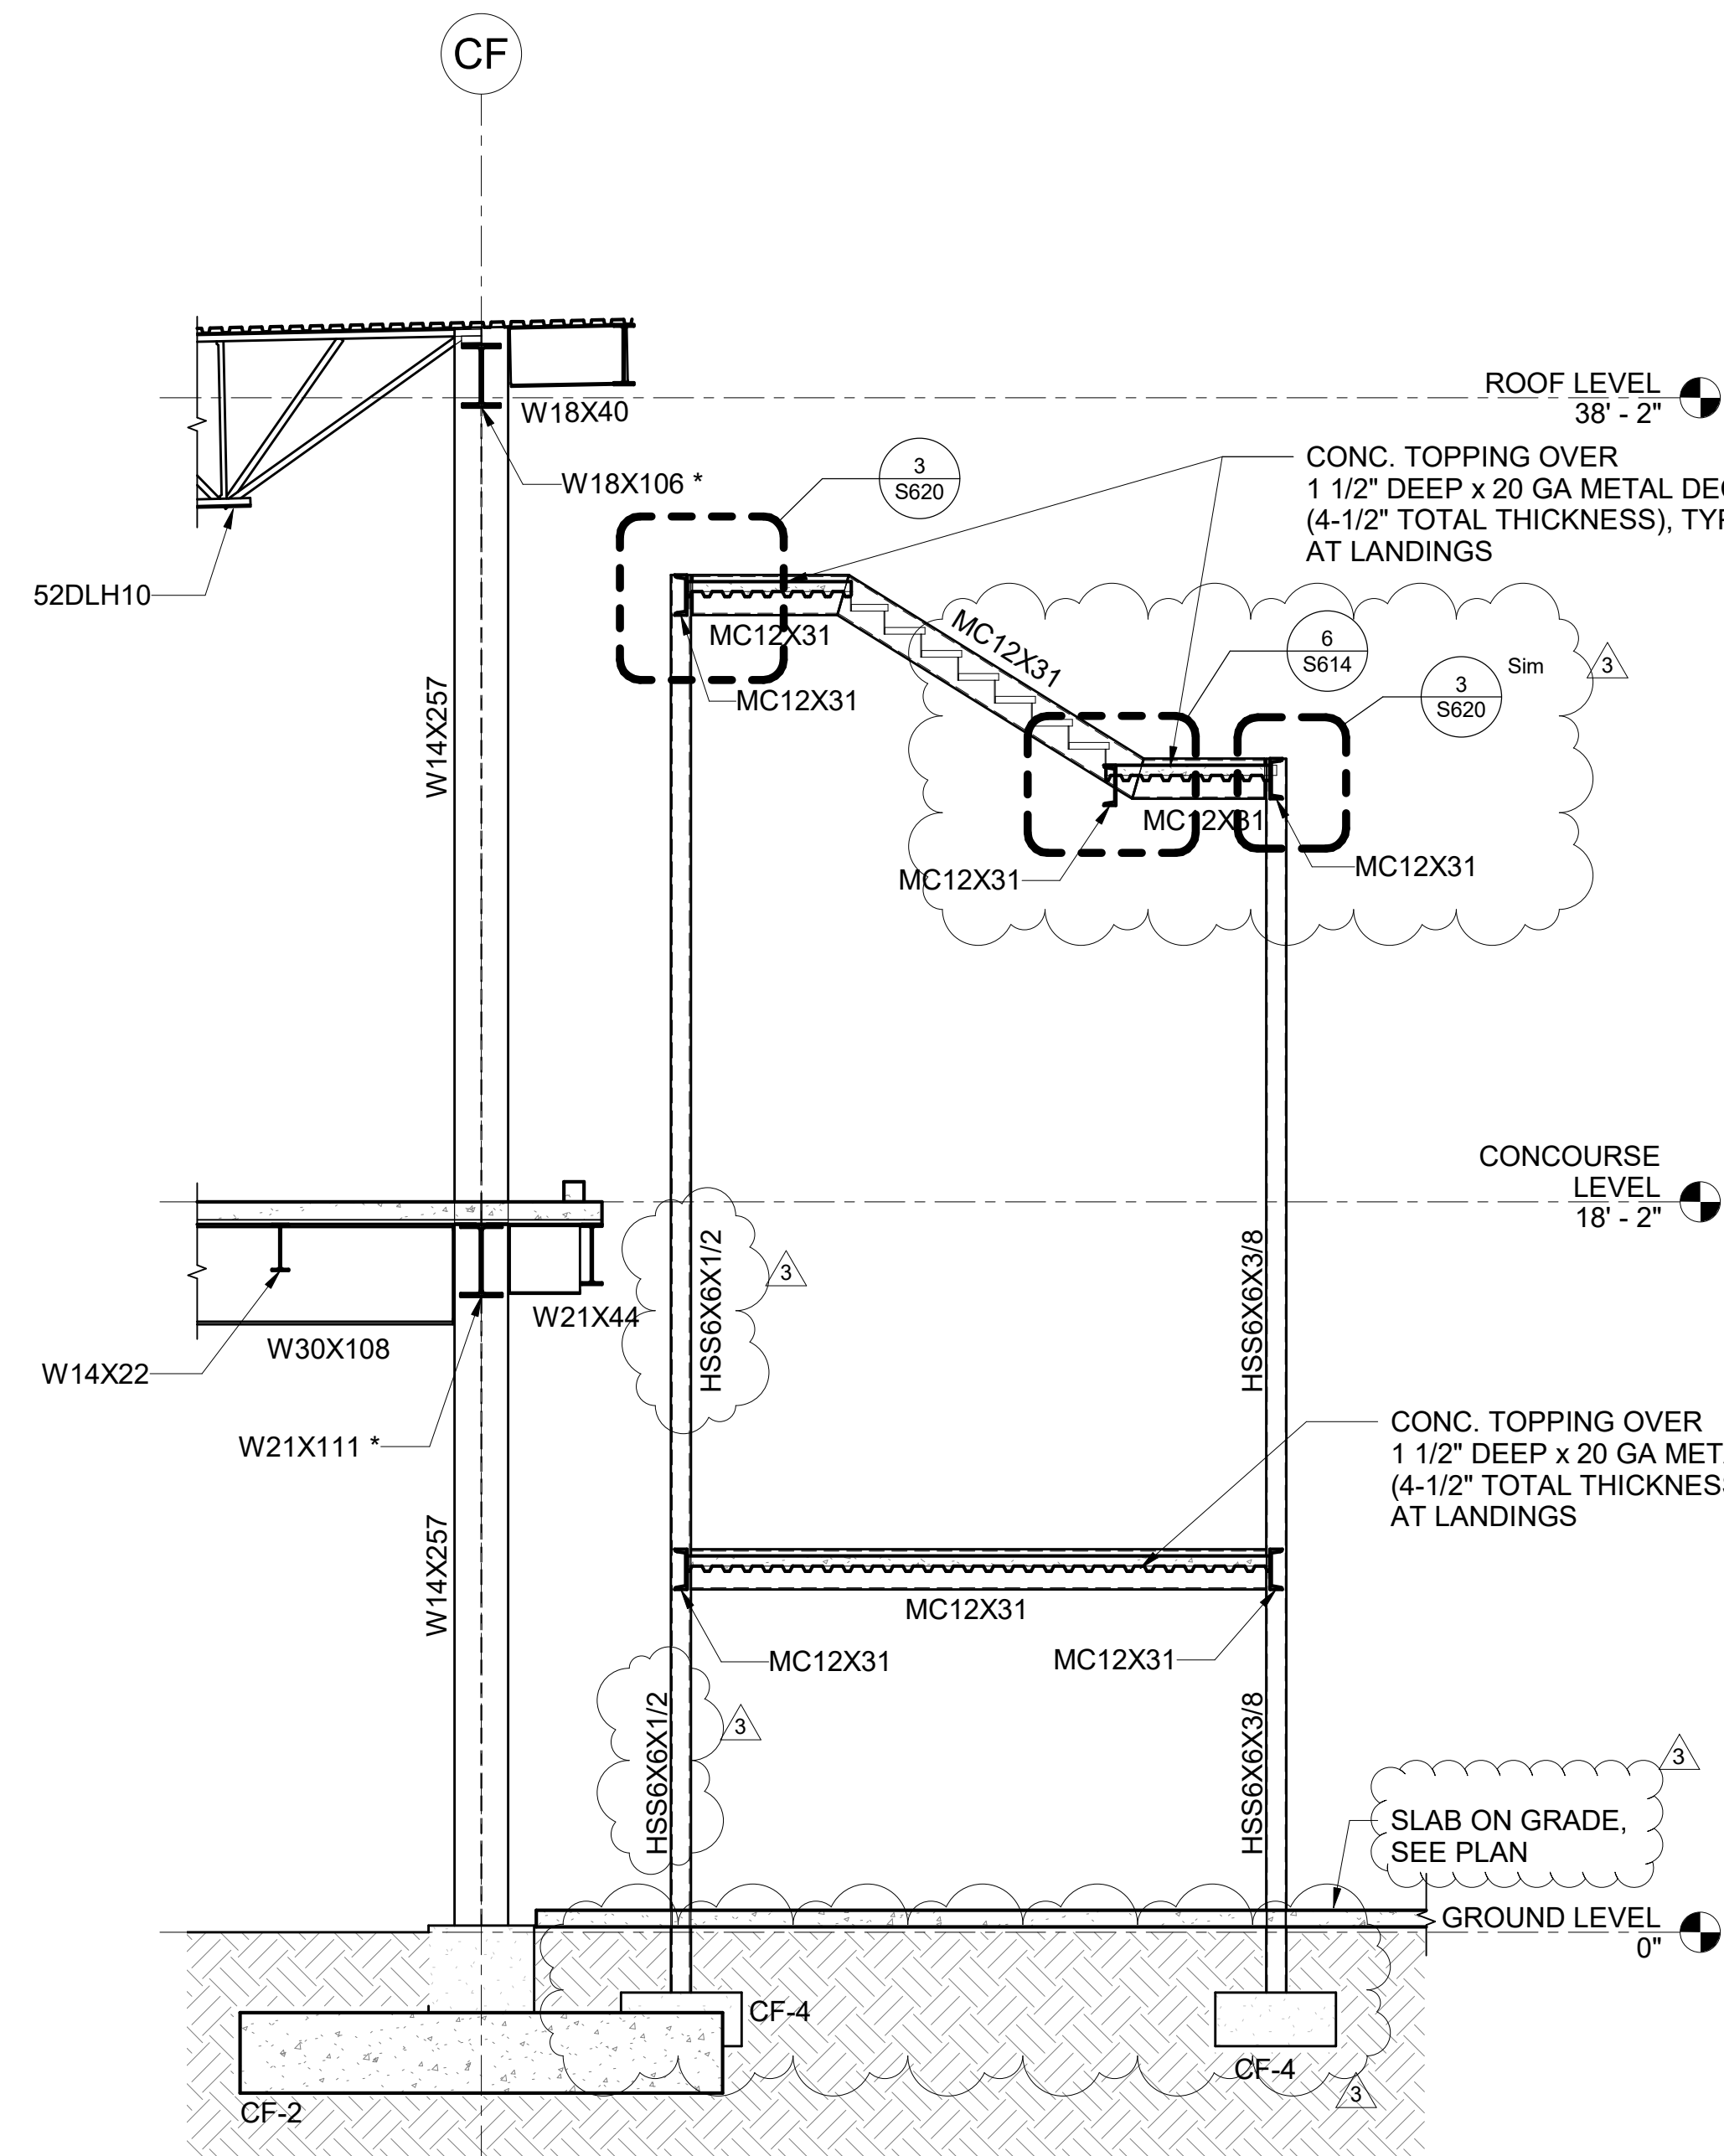 CF
ROOF LEVEL
38' - 2"
W18X40
W18X106 *
3
S620
CONC. TOPPING OVER
1 1/2" DEEP x 20 GA METAL
(4-1/2" TOTAL THICKNESS),
AT LANDINGS
52DLH10
MC12X31
MC12X31
MC12X31
6
S614
Sim
3
3
S620
W14X257
MC12X31
MC12X31
MC12X31
CONCOURSE
LEVEL
18' - 2"
HSS6X6X1/2
3
HSS6X6X3/8
W21X44
W30X108
W14X22
W21X111 *
CONC. TOPPING OVER
1 1/2" DEEP x 20 GA
(4-1/2" TOTAL
AT LANDINGS
W14X257
MC12X31
MC12X31
MC12X31
HSS6X6X1/2
3
HSS6X6X3/8
3
SLAB ON GRADE,
SEE PLAN
GROUND LEVEL
0"
CF-4
CF-4
3
CF-2